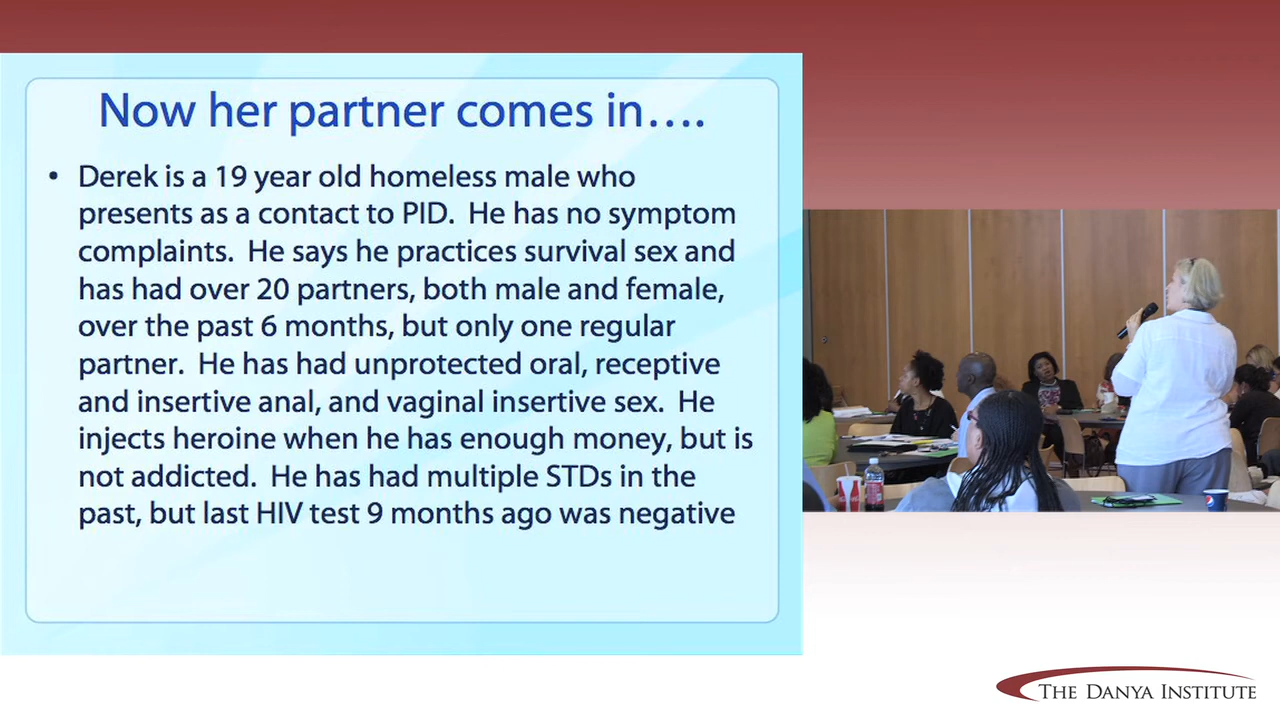 Now her partner comes in….
• Derek is a 19 year old homeless male who
presents as a contact to PID.  He has no symptom
complaints.  He says he practices survival sex and
has had over 20 partners, both male and female,
over the past 6 months, but only one regular
partner.  He has had unprotected oral, receptive
and insertive anal, and vaginal insertive sex.  He
injects heroine when he has enough money, but is
not addicted.  He has had multiple STDs in the
past, but last HIV test 9 months ago was negative
THE DANYA INSTITUTE